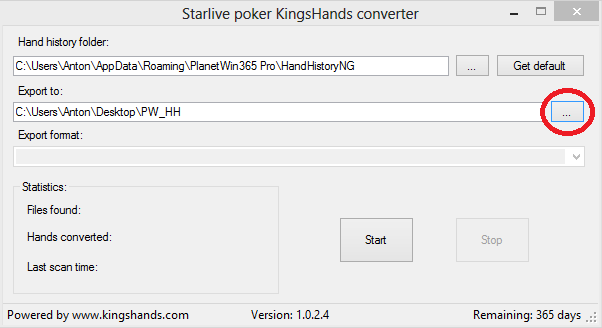 Starlive poker KingsHands converter
Hand history folder:
C:\Users\Anton\AppData\Roaming\PlanetWin365 Pro\HandHistoryNG ... Get default
Export to:
C:\Users\Anton\Desktop\PW_HH ...
Export format:
Statistics:
Files found:
Hands converted:
Last scan time:
Start Stop
Powered by www.kingshands.com Version: 1.0.2.4 Remaining: 365 days